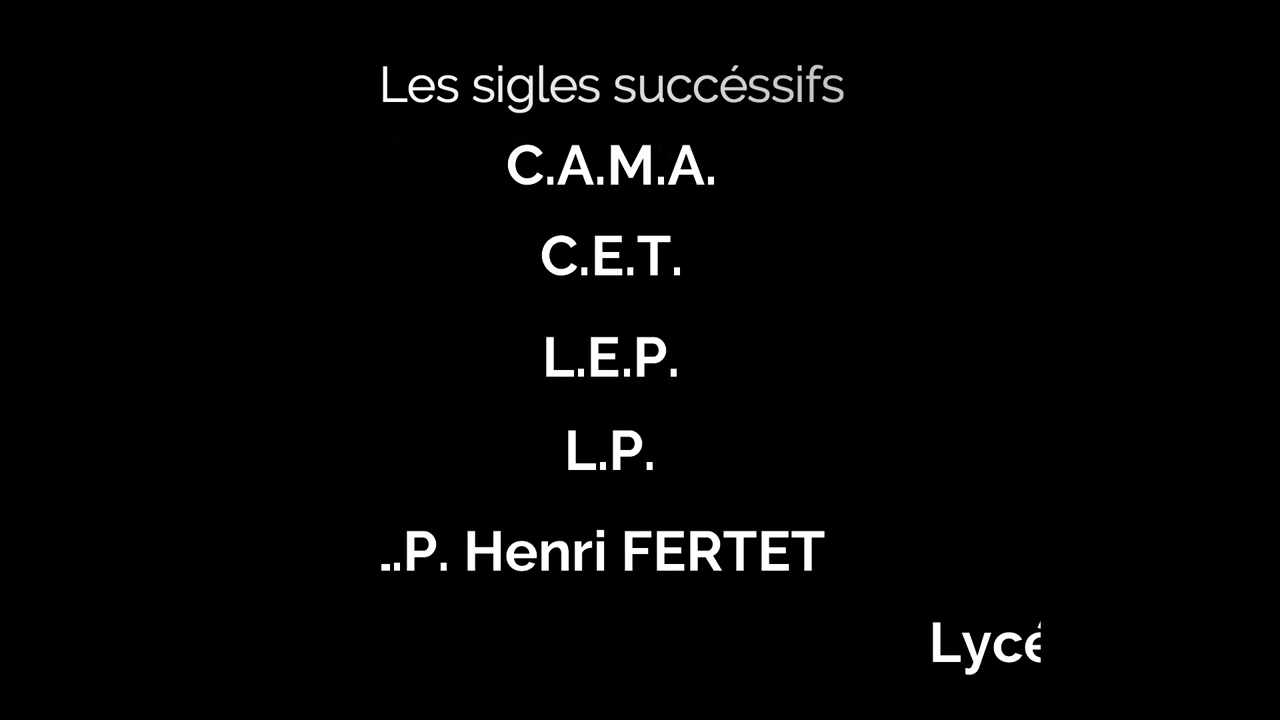 Les sigles succéssifs
C.A.M.A.
C.E.T.
L.E.P.
L.P.
..P. Henri FERTET
Lycé